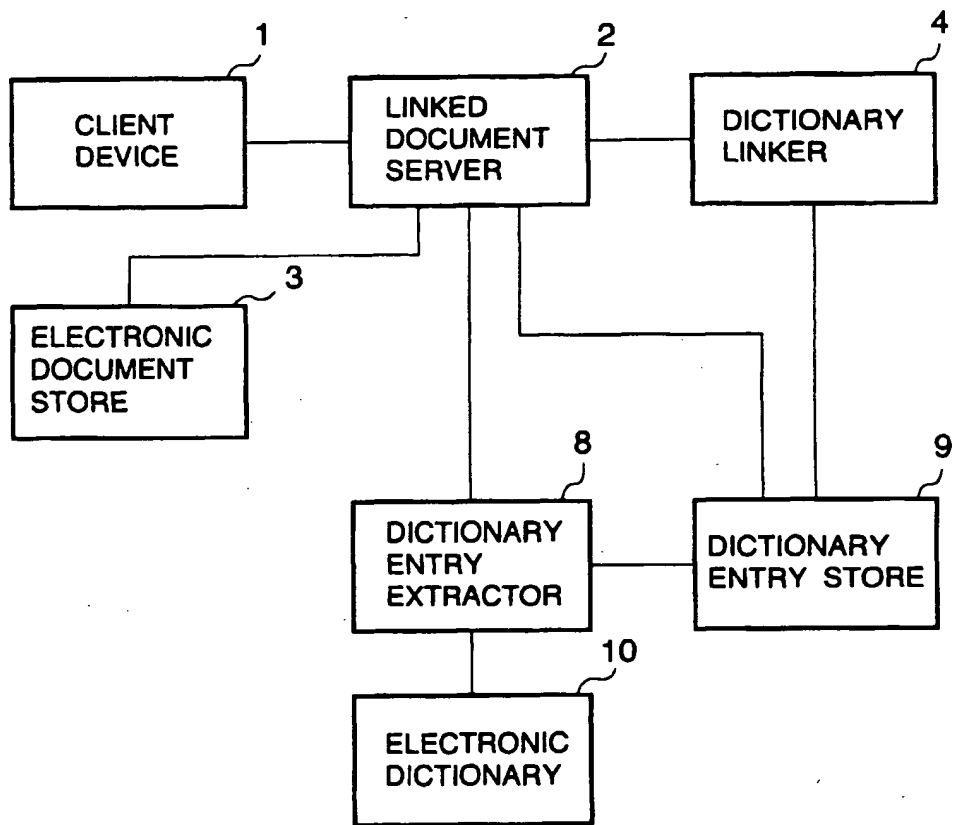 1
CLIENT
DEVICE
2
LINKED
DOCUMENT
SERVER
4
DICTIONARY
LINKER
3
ELECTRONIC
DOCUMENT
STORE
8
DICTIONARY
ENTRY
EXTRACTOR
9
DICTIONARY
ENTRY STORE
10
ELECTRONIC
DICTIONARY